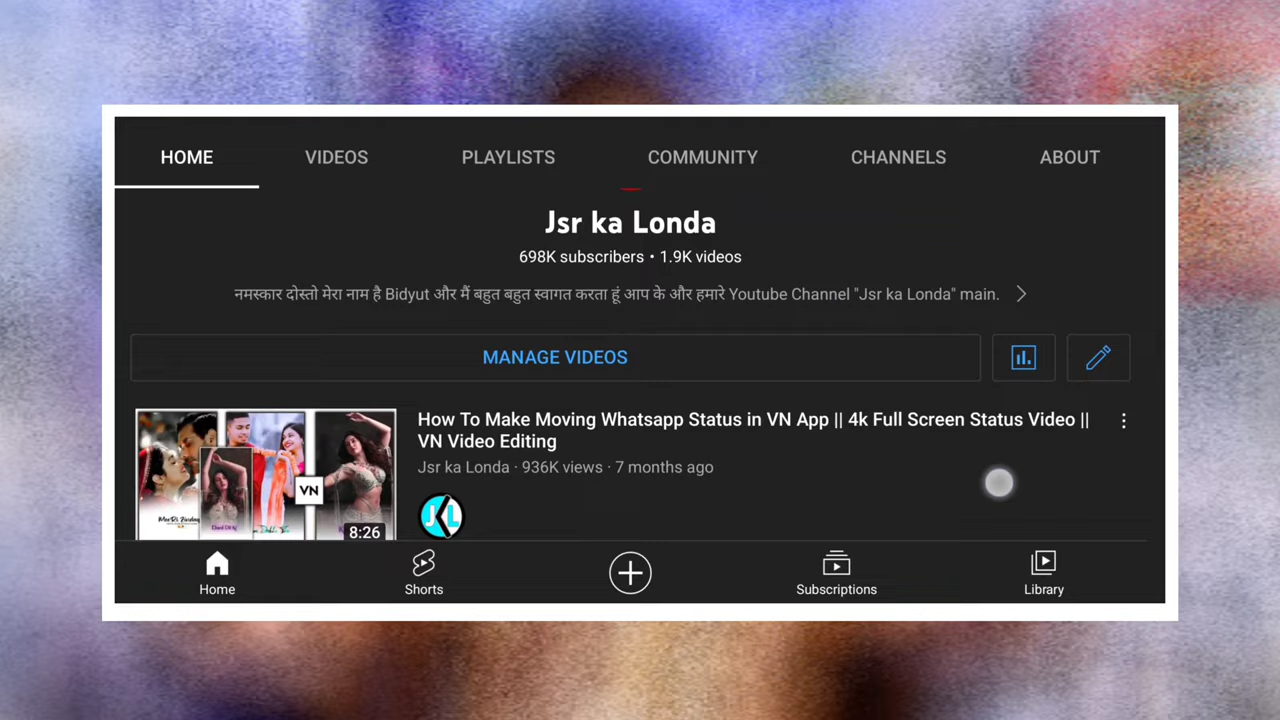 HOME VIDEOS PLAYLISTS COMMUNITY CHANNELS ABOUT
Jsr ka Londa
698K subscribers • 1.9K videos
नमस्कार दोस्तो मेरा नाम है Bidyut और मैं बहुत बहुत स्वागत करता हूं आप के और हमारे Youtube Channel "Jsr ka Londa" main.
MANAGE VIDEOS
How To Make Moving Whatsapp Status in VN App || 4k Full Screen Status Video ||
VN Video Editing
Jsr ka Londa · 936K views · 7 months ago
VN
8:26
JKL
Home Shorts Subscriptions Library